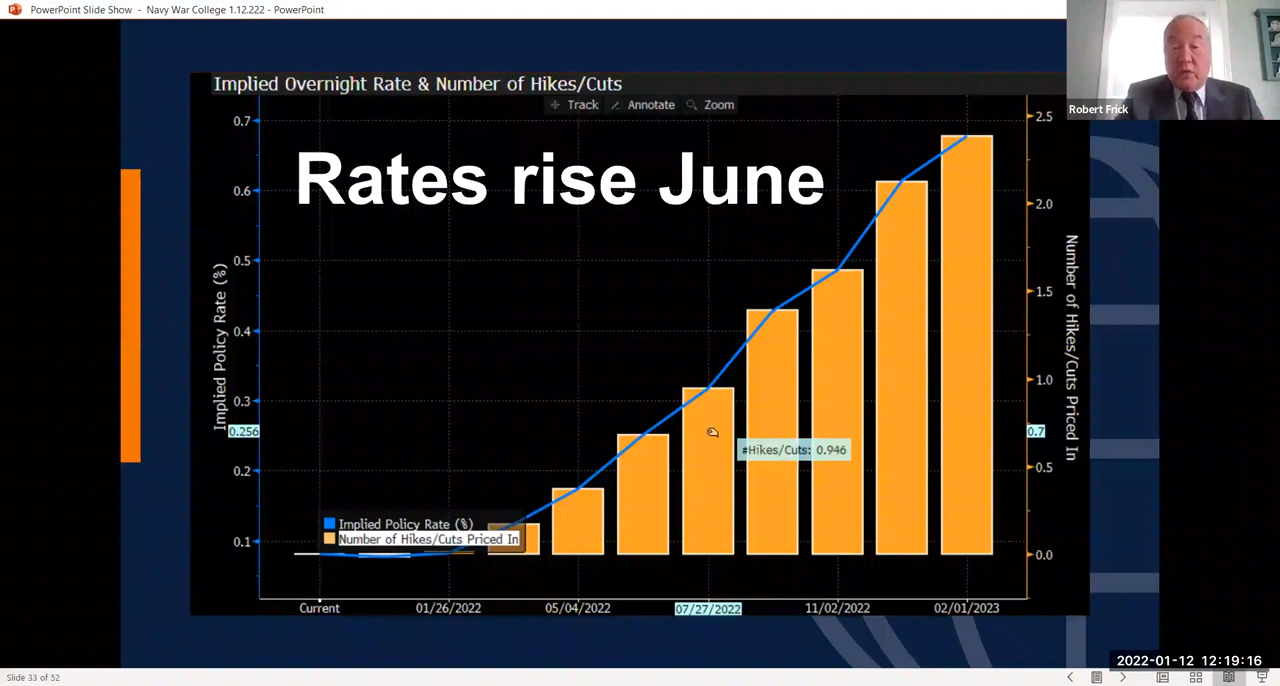 PowerPoint Slide Show - Navy War College 1.12.222 - PowerPoint
Robert Frick
Implied Overnight Rate & Number of Hikes/Cuts
Track Annotate Zoom
Rates rise June
0.7
0.6
0.5
0.4
0.3
0.256
0.2
0.1
Implied Policy Rate (%)
2.5
2.0
1.5
1.0
0.7
0.5
0.0
Number of Hikes/Cuts Priced In
#Hikes/Cuts: 0.946
Implied Policy Rate (%)
Number of Hikes/Cuts Priced In
Current 01/26/2022 05/04/2022 07/27/2022 11/02/2022 02/01/2023
2022-01-12 12:19:16
Slide 33 of 52